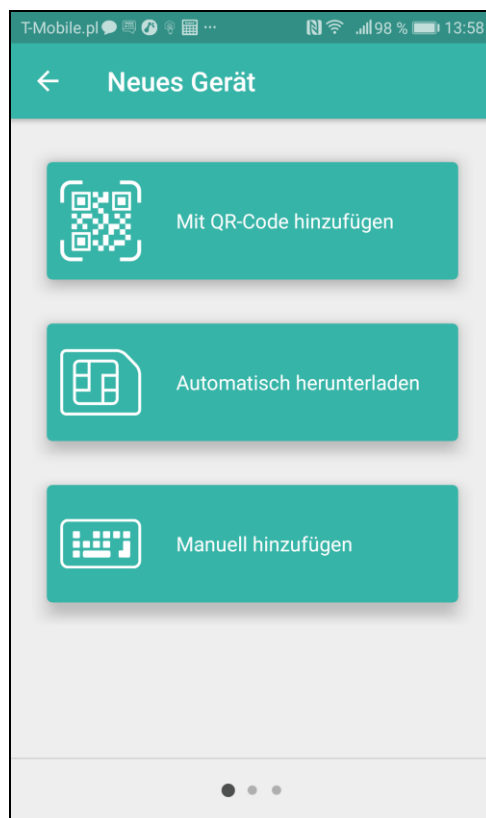 T-Mobile.pl ... 98 % 13:58
Neues Gerät
Mit QR-Code hinzufügen
Automatisch herunterladen
Manuell hinzufügen